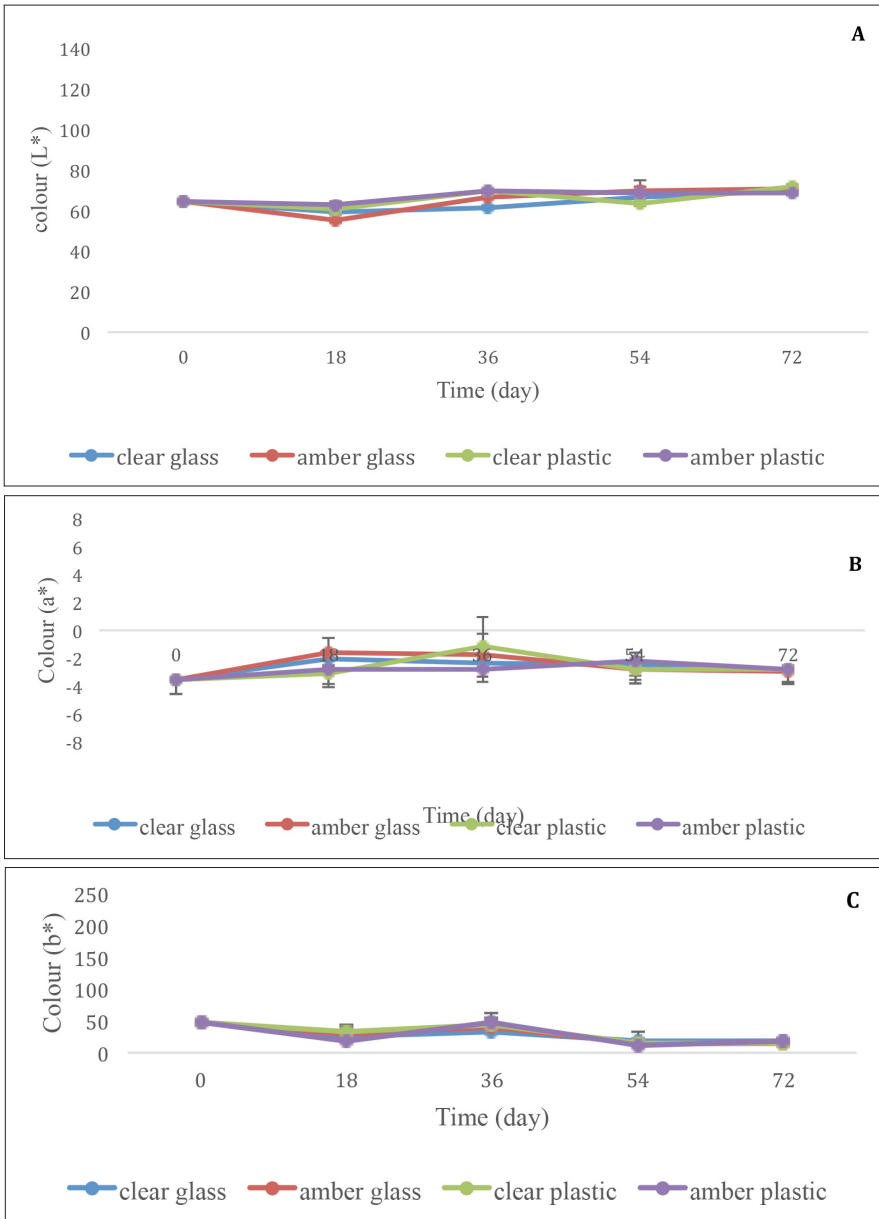 A
140
120
100
80
60
40
20
0
colour (L*)
0 18 36 54 72
Time (day)
clear glass amber glass clear plastic amber plastic
B
8
6
4
2
0
-2
-4
-6
-8
Colour (a*)
0 18 36 54 72
Time (day)
clear glass amber glass clear plastic amber plastic
C
250
200
150
100
50
0
Colour (b*)
0 18 36 54 72
Time (day)
clear glass amber glass clear plastic amber plastic